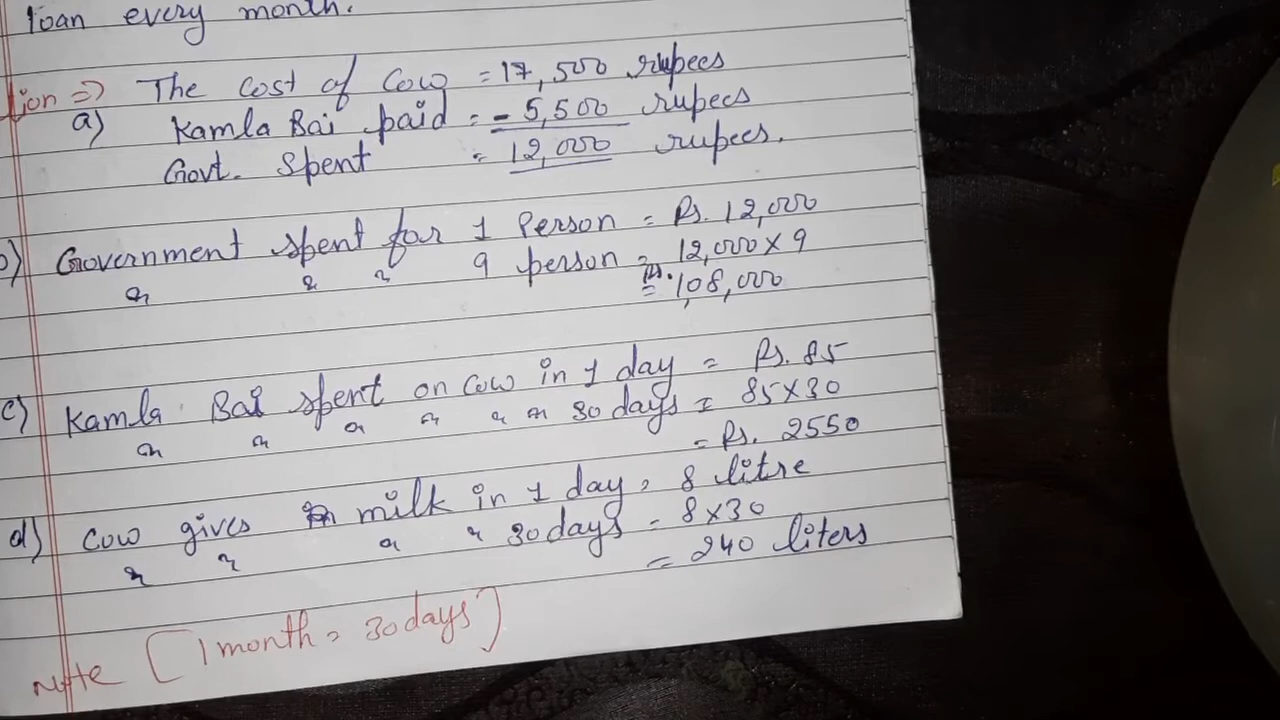 loan every month.
tion => The cost of Cow = 17,500 rupees
a) Kamla Bai paid = - 5,500 rupees
Govt. Spent = 12,000 rupees.
b) Government spent for 1 Person = Rs. 12,000
" " " 9 person = 12,000 x 9
= Rs. 108,000
c) Kamla Bai spent on cow in 1 day = Rs. 85
" " " " " " 30 days = 85 x 30
= Rs. 2550
d) Cow gives milk in 1 day = 8 litre
" " " " 30 days = 8 x 30
= 240 liters
Note [1 month = 30 days]